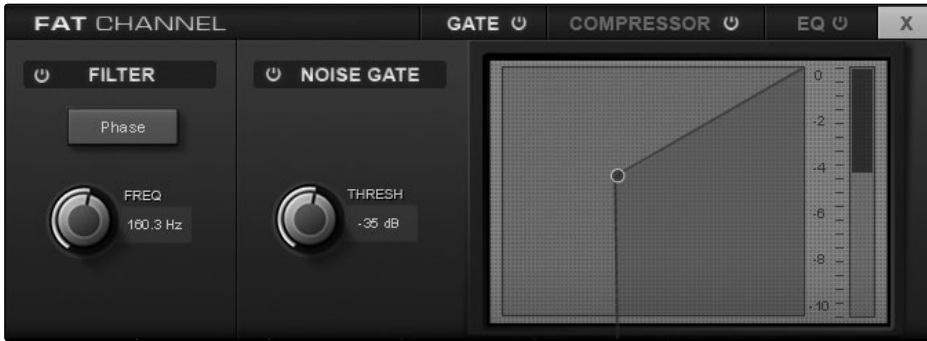 FAT CHANNEL
GATE COMPRESSOR EQ X
FILTER
Phase
FREQ
160.3 Hz
NOISE GATE
THRESH
-35 dB
0
-2
-4
-6
-8
-10